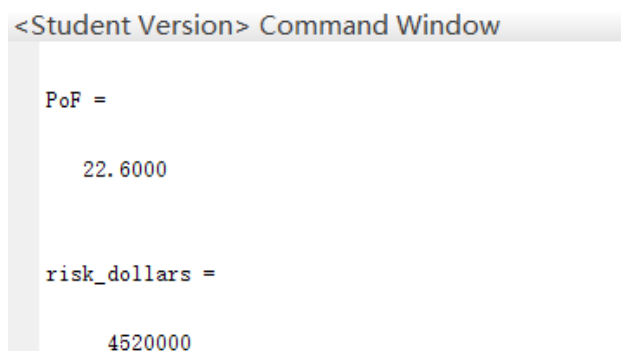 <Student Version> Command Window
PoF =
22.6000
risk_dollars =
4520000